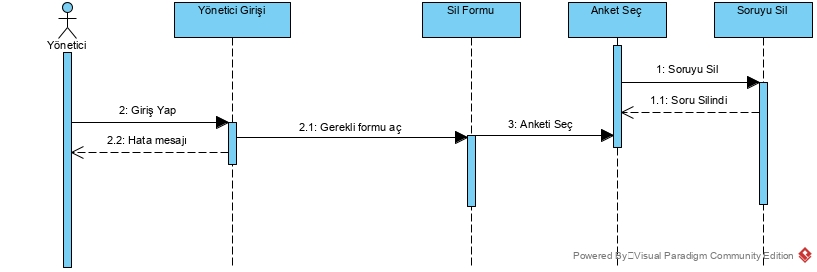 Yönetici Girişi
Sil Formu
Anket Seç
Soruyu Sil
Yönetici
1: Soruyu Sil
1.1: Soru Silindi
2: Giriş Yap
2.1: Gerekli formu aç
3: Anketi Seç
2.2: Hata mesajı
Powered By Visual Paradigm Community Edition